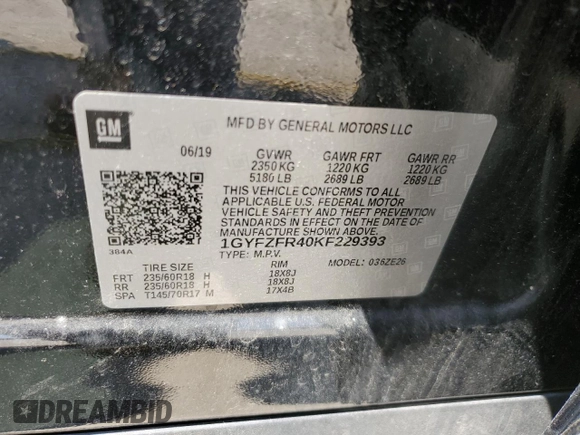 GM
MFD BY GENERAL MOTORS LLC
06/19 GVWR GAWR FRT GAWR RR
2350 KG 1220 KG 1220 KG
5180 LB 2689 LB 2689 LB
THIS VEHICLE CONFORMS TO ALL
APPLICABLE U.S. FEDERAL MOTOR
VEHICLE SAFETY AND THEFT PREVENTION
STANDARDS IN EFFECT ON THE DATE OF
MANUFACTURE SHOWN ABOVE.
1GYFZFR40KF229393
384A
TYPE: M.P.V. MODEL: 036ZE26
TIRE SIZE RIM
FRT 235/60R18 H 18X8J
RR 235/60R18 H 18X8J
SPA T145/70R17 M 17X4B
DREAMBID